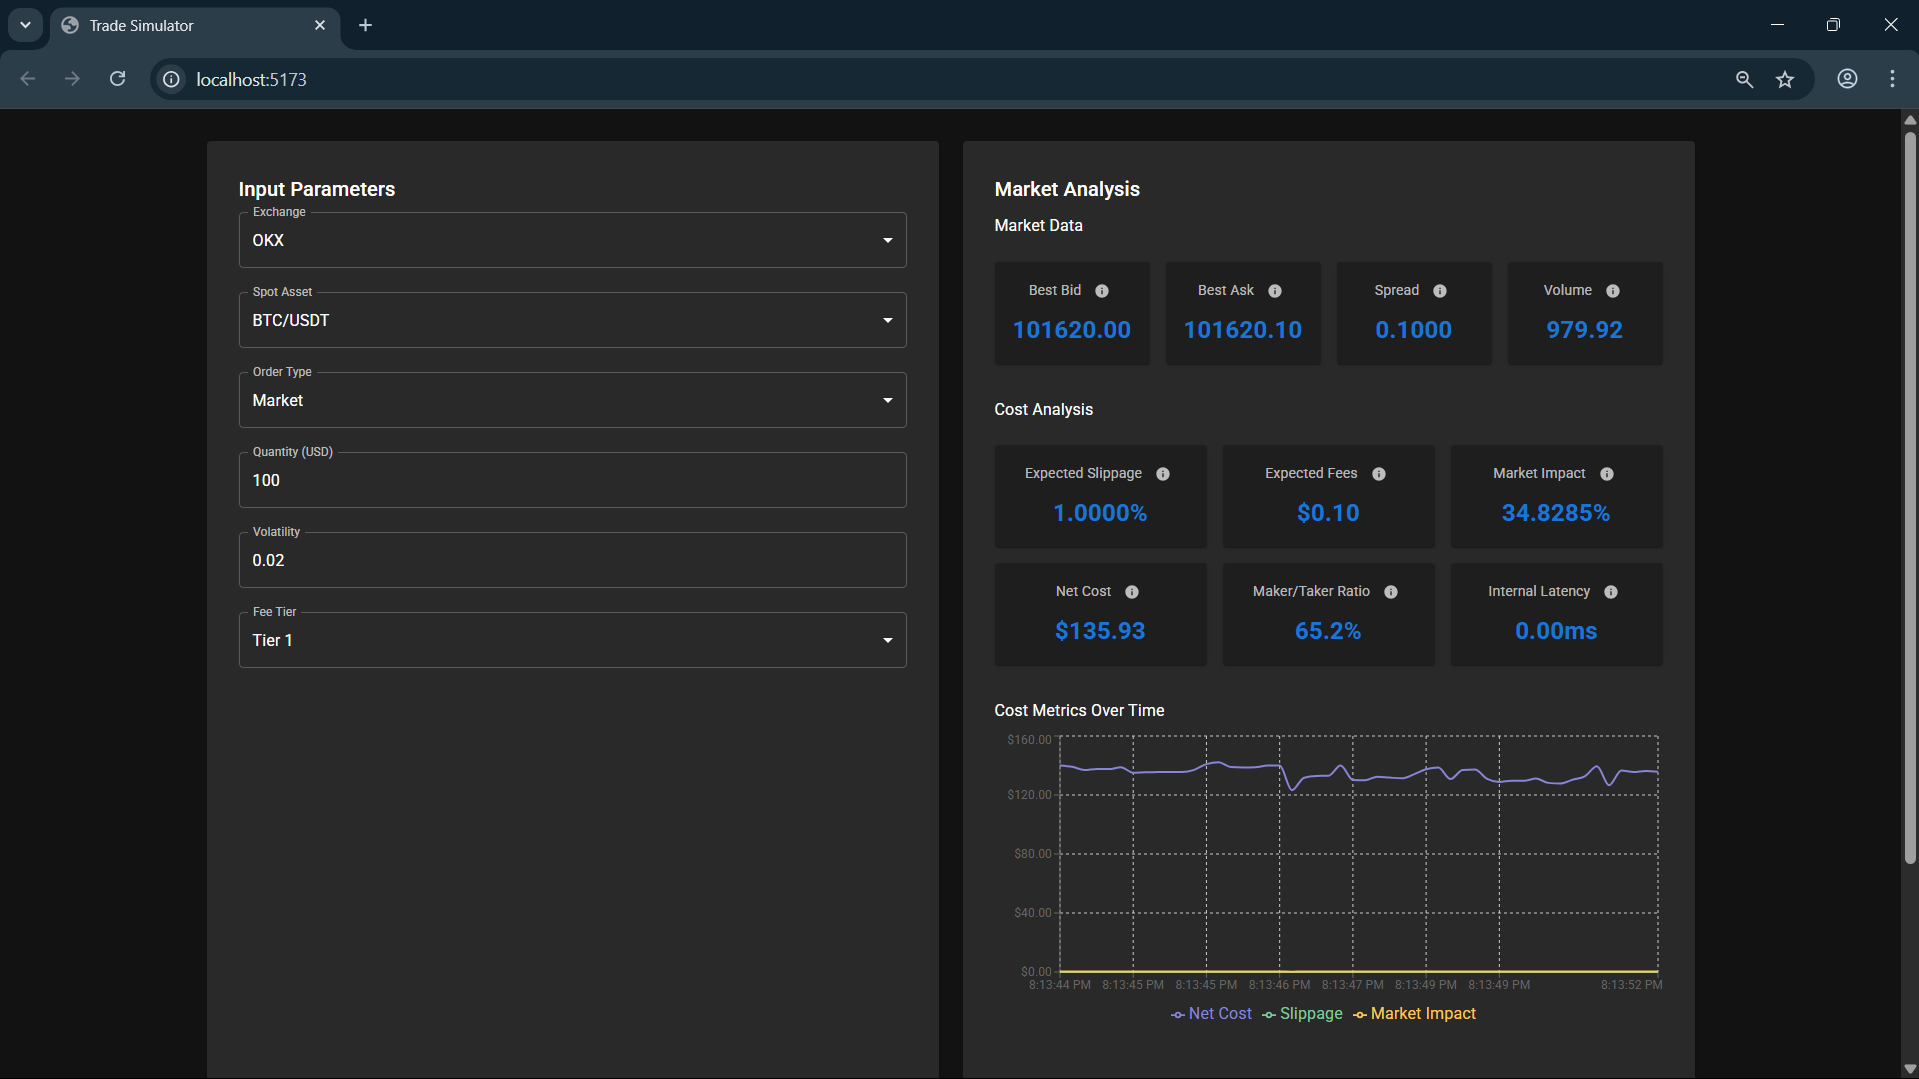 Trade Simulator
localhost:5173
Input Parameters
Exchange
OKX
Spot Asset
BTC/USDT
Order Type
Market
Quantity (USD)
100
Volatility
0.02
Fee Tier
Tier 1
Market Analysis
Market Data
Best Bid
101620.00
Best Ask
101620.10
Spread
0.1000
Volume
979.92
Cost Analysis
Expected Slippage
1.0000%
Expected Fees
$0.10
Market Impact
34.8285%
Net Cost
$135.93
Maker/Taker Ratio
65.2%
Internal Latency
0.00ms
Cost Metrics Over Time
$160.00
$120.00
$80.00
$40.00
$0.00
8:13:44 PM 8:13:45 PM 8:13:45 PM 8:13:46 PM 8:13:47 PM 8:13:49 PM 8:13:49 PM 8:13:52 PM
Net Cost Slippage Market Impact